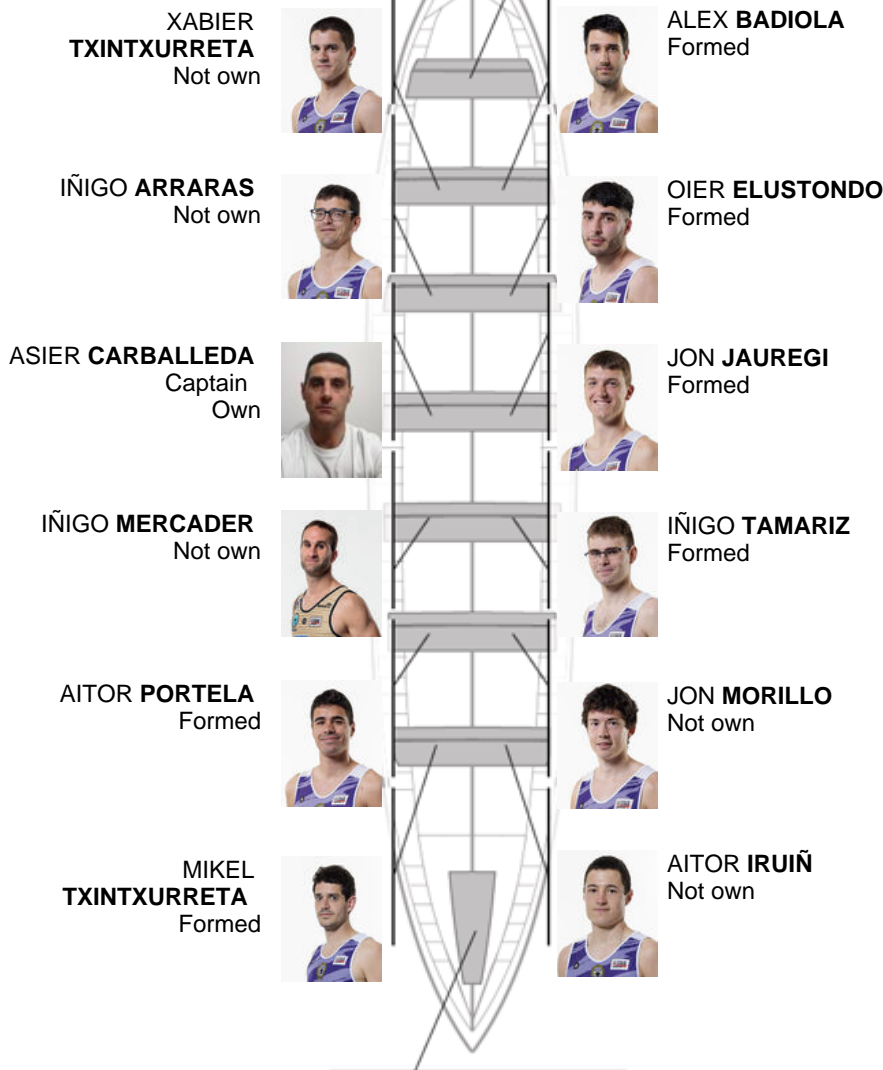 XABIER
TXINTXURRETA
Not own
ALEX BADIOLA
Formed
IÑIGO ARRARAS
Not own
OIER ELUSTONDO
Formed
ASIER CARBALLEDA
Captain
Own
JON JAUREGI
Formed
IÑIGO MERCADER
Not own
IÑIGO TAMARIZ
Formed
AITOR PORTELA
Formed
JON MORILLO
Not own
MIKEL
TXINTXURRETA
Formed
AITOR IRUIÑ
Not own